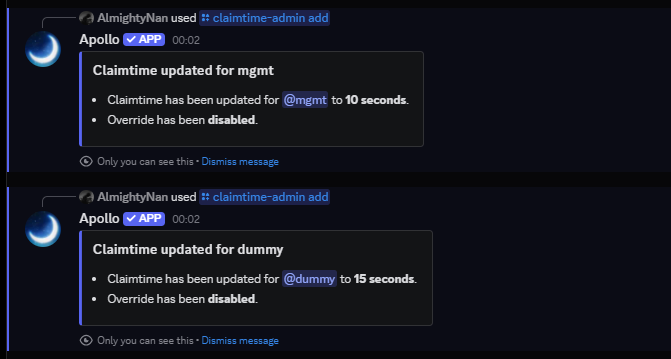 AlmightyNan used claimtime-admin add
Apollo ✓ APP 00:02
Claimtime updated for mgmt
• Claimtime has been updated for @mgmt to 10 seconds.
• Override has been disabled.
Only you can see this • Dismiss message
AlmightyNan used claimtime-admin add
Apollo ✓ APP 00:02
Claimtime updated for dummy
• Claimtime has been updated for @dummy to 15 seconds.
• Override has been disabled.
Only you can see this • Dismiss message